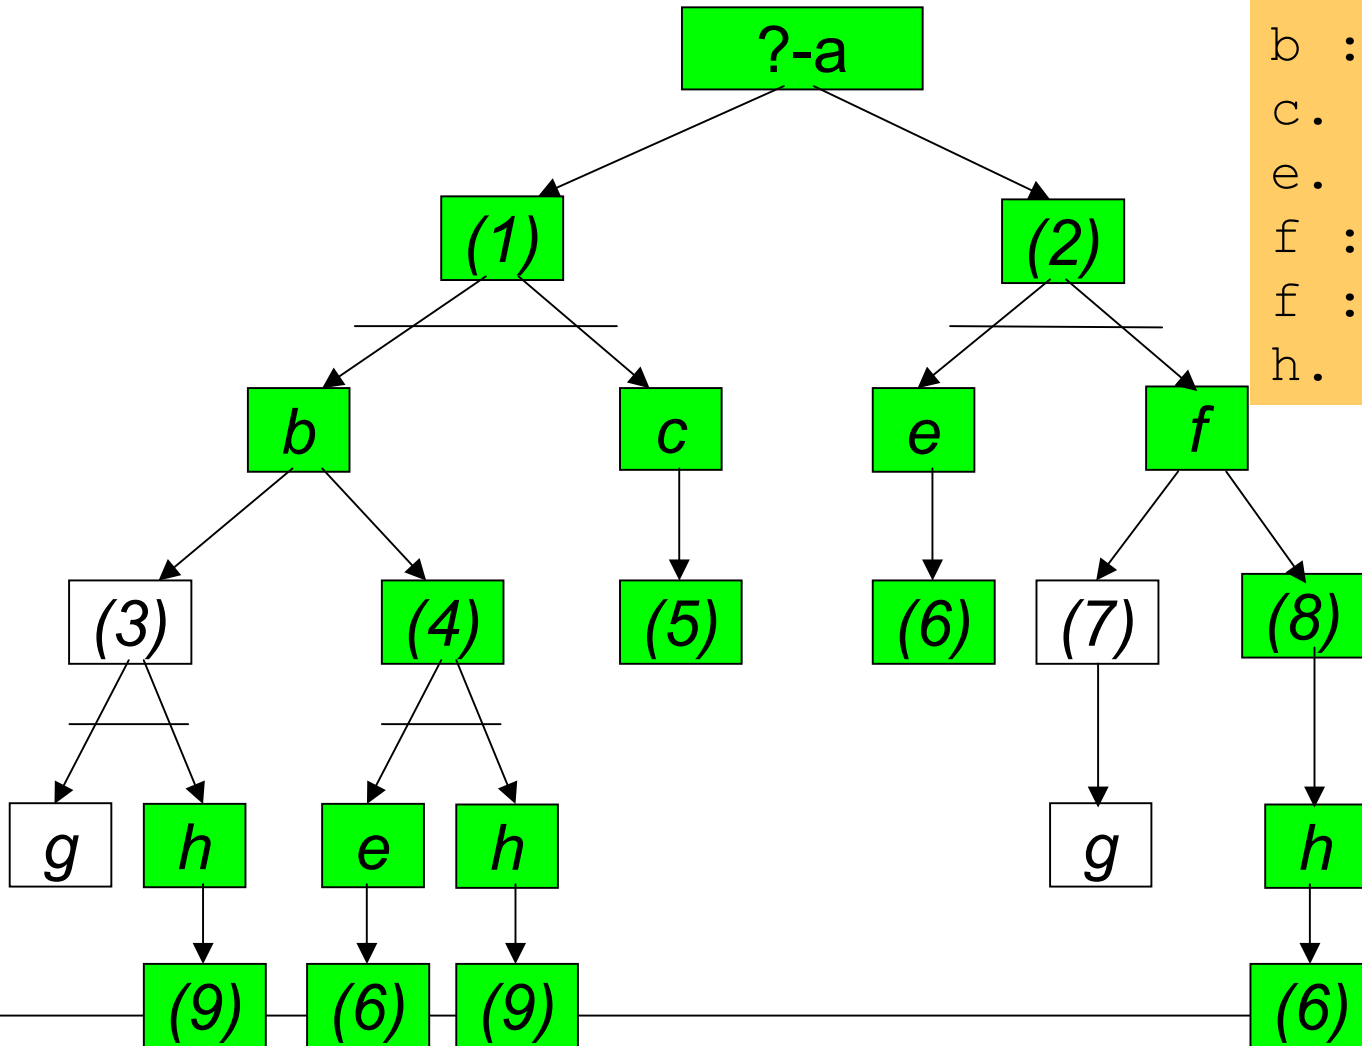 ?-a
b :
c.
e.
f :
f :
h.
(1)
(2)
b
c
e
f
(3)
(4)
(5)
(6)
(7)
(8)
g
h
e
h
g
h
(9)
(6)
(9)
(6)